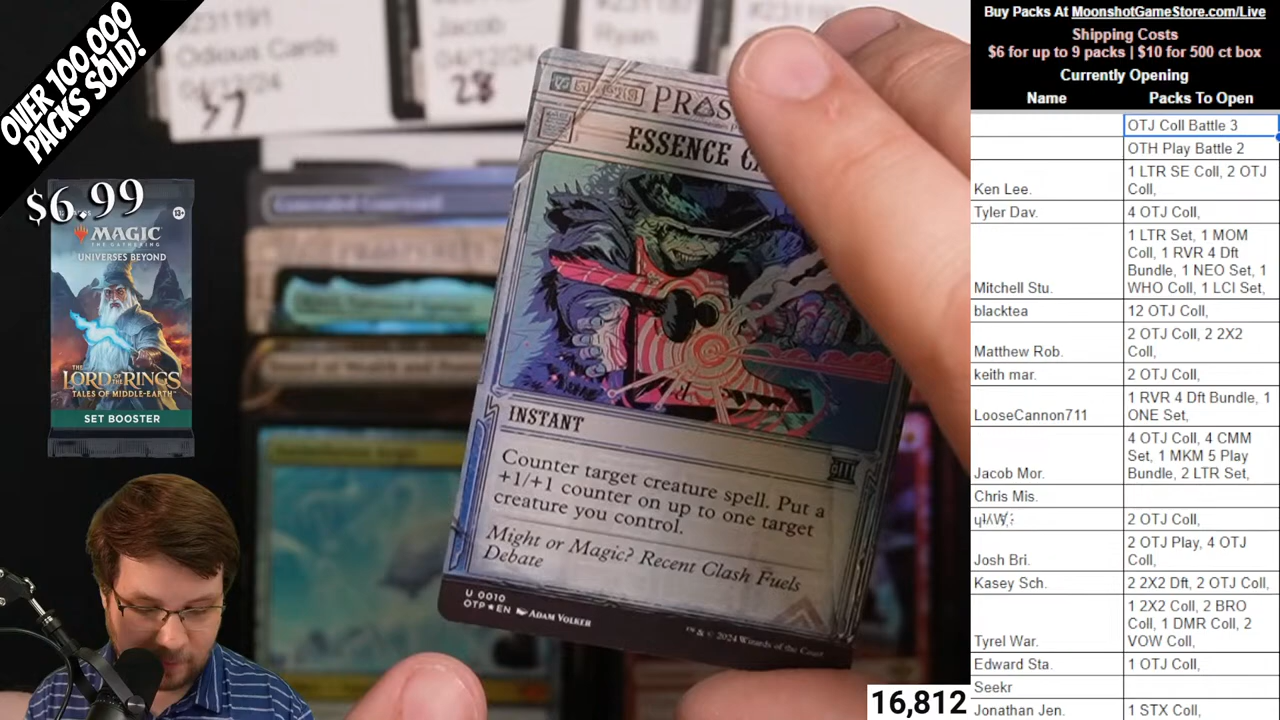 OVER 100,000
PACKS SOLD!
$6.99
MAGIC
THE GATHERING
UNIVERSES BEYOND
13+
THE
LORD OF THE RINGS
TALES OF MIDDLE-EARTH
SET BOOSTER
#231191
Odious Cards
04/12/24
37
Jacob
28
Ryan
ESSENCE
INSTANT
Counter target creature spell. Put a
+1/+1 counter on up to one target
creature you control.
Might or Magic? Recent Clash Fuels
Debate
U 0010
OTP★EN ADAM VOLKER
™ & © 2024 Wizards of the Coast
16,812
Buy Packs At MoonshotGameStore.com/Live
Shipping Costs
$6 for up to 9 packs | $10 for 500 ct box
Currently Opening
Name Packs To Open
OTJ Coll Battle 3
OTH Play Battle 2
Ken Lee. 1 LTR SE Coll, 2 OTJ
Coll,
Tyler Dav. 4 OTJ Coll,
Mitchell Stu. 1 LTR Set, 1 MOM
Coll, 1 RVR 4 Dft
Bundle, 1 NEO Set, 1
WHO Coll, 1 LCI Set,
blacktea 12 OTJ Coll,
Matthew Rob. 2 OTJ Coll, 2 2X2
Coll,
keith mar. 2 OTJ Coll,
LooseCannon711 1 RVR 4 Dft Bundle, 1
ONE Set,
Jacob Mor. 4 OTJ Coll, 4 CMM
Set, 1 MKM 5 Play
Bundle, 2 LTR Set,
Chris Mis.
2 OTJ Coll,
Josh Bri. 2 OTJ Play, 4 OTJ
Coll,
Kasey Sch. 2 2X2 Dft, 2 OTJ Coll,
Tyrel War. 1 2X2 Coll, 2 BRO
Coll, 1 DMR Coll, 2
VOW Coll,
Edward Sta. 1 OTJ Coll,
Seekr
Jonathan Jen. 1 STX Coll,